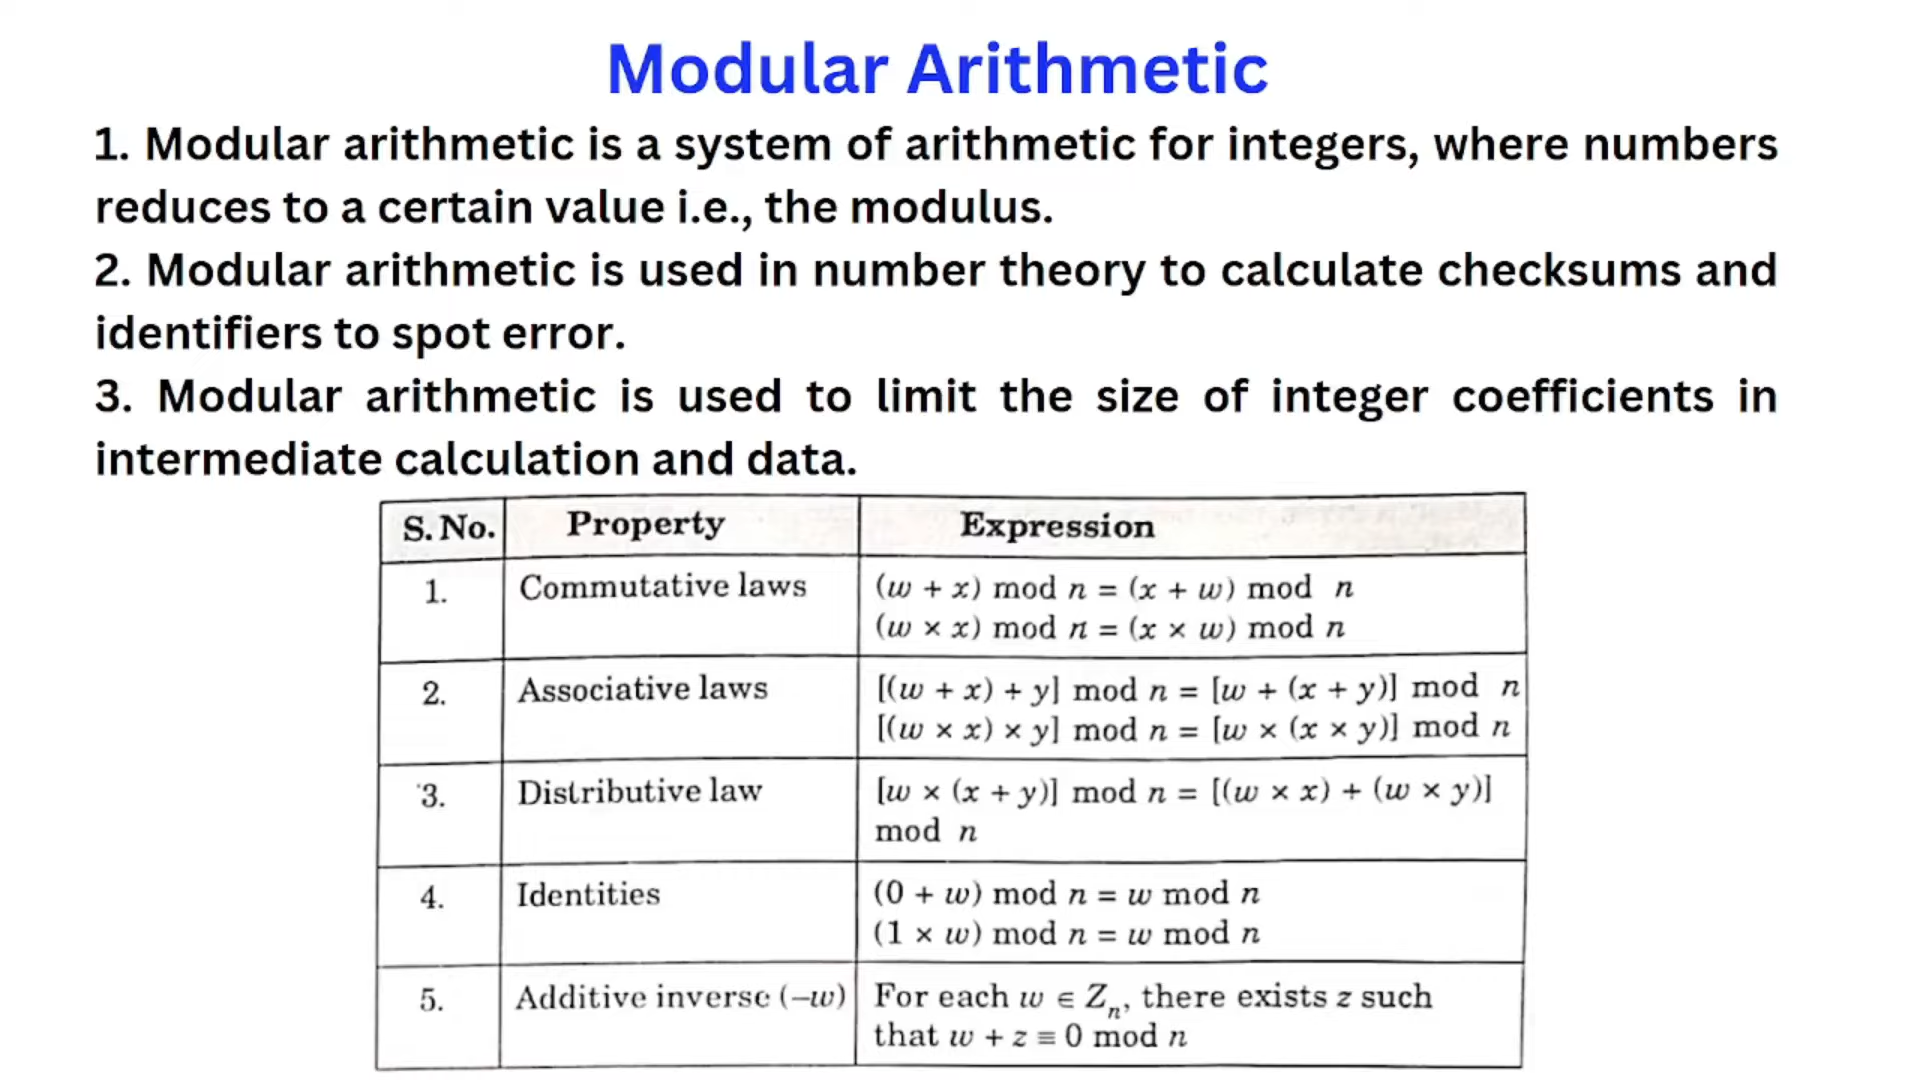 Modular Arithmetic
1. Modular arithmetic is a system of arithmetic for integers, where numbers
reduces to a certain value i.e., the modulus.
2. Modular arithmetic is used in number theory to calculate checksums and
identifiers to spot error.
3. Modular arithmetic is used to limit the size of integer coefficients in
intermediate calculation and data.
S. No. Property Expression
1. Commutative laws (w + x) mod n = (x + w) mod n
(w × x) mod n = (x × w) mod n
2. Associative laws [(w + x) + y] mod n = [w + (x + y)] mod n
[(w × x) × y] mod n = [w × (x × y)] mod n
3. Distributive law [w × (x + y)] mod n = [(w × x) + (w × y)]
mod n
4. Identities (0 + w) mod n = w mod n
(1 × w) mod n = w mod n
5. Additive inverse (–w) For each w ∈ Zₙ, there exists z such
that w + z ≡ 0 mod n